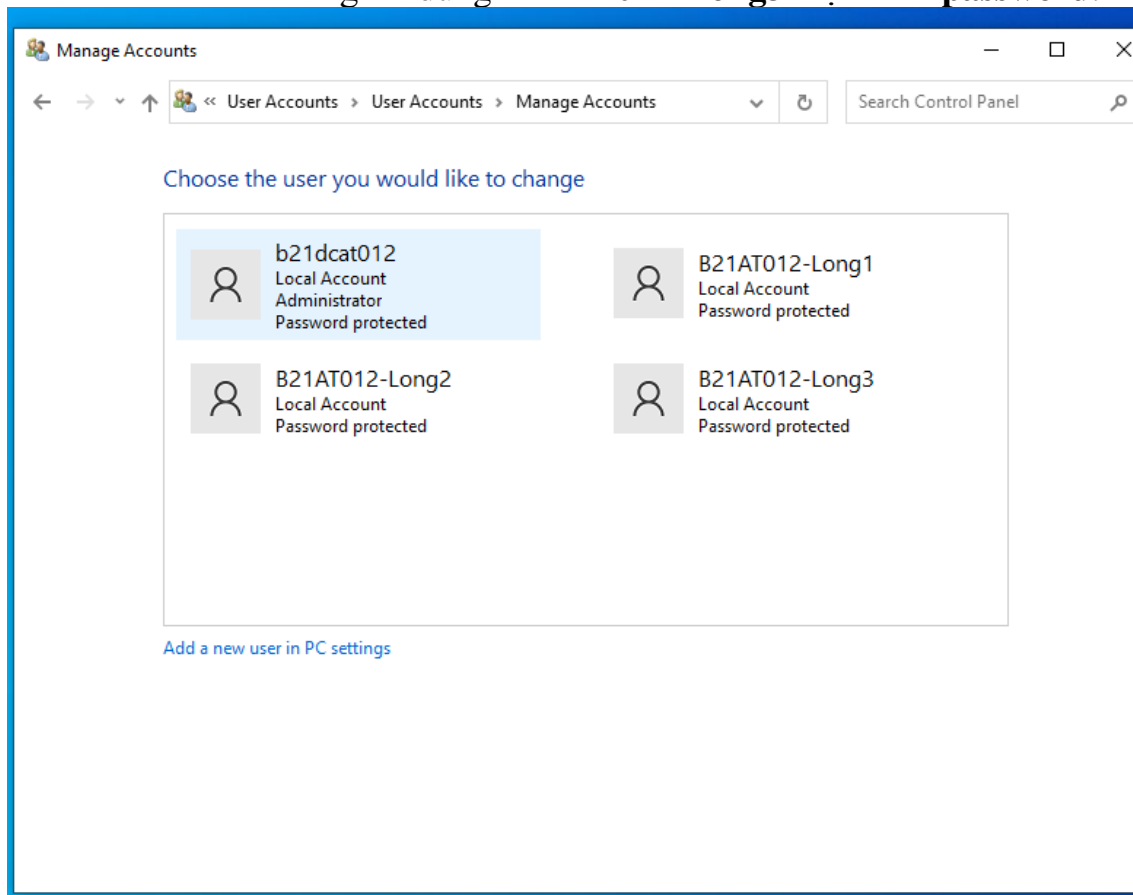 Manage Accounts
« User Accounts > User Accounts > Manage Accounts
Search Control Panel
Choose the user you would like to change
b21dcat012
Local Account
Administrator
Password protected
B21AT012-Long1
Local Account
Password protected
B21AT012-Long2
Local Account
Password protected
B21AT012-Long3
Local Account
Password protected
Add a new user in PC settings